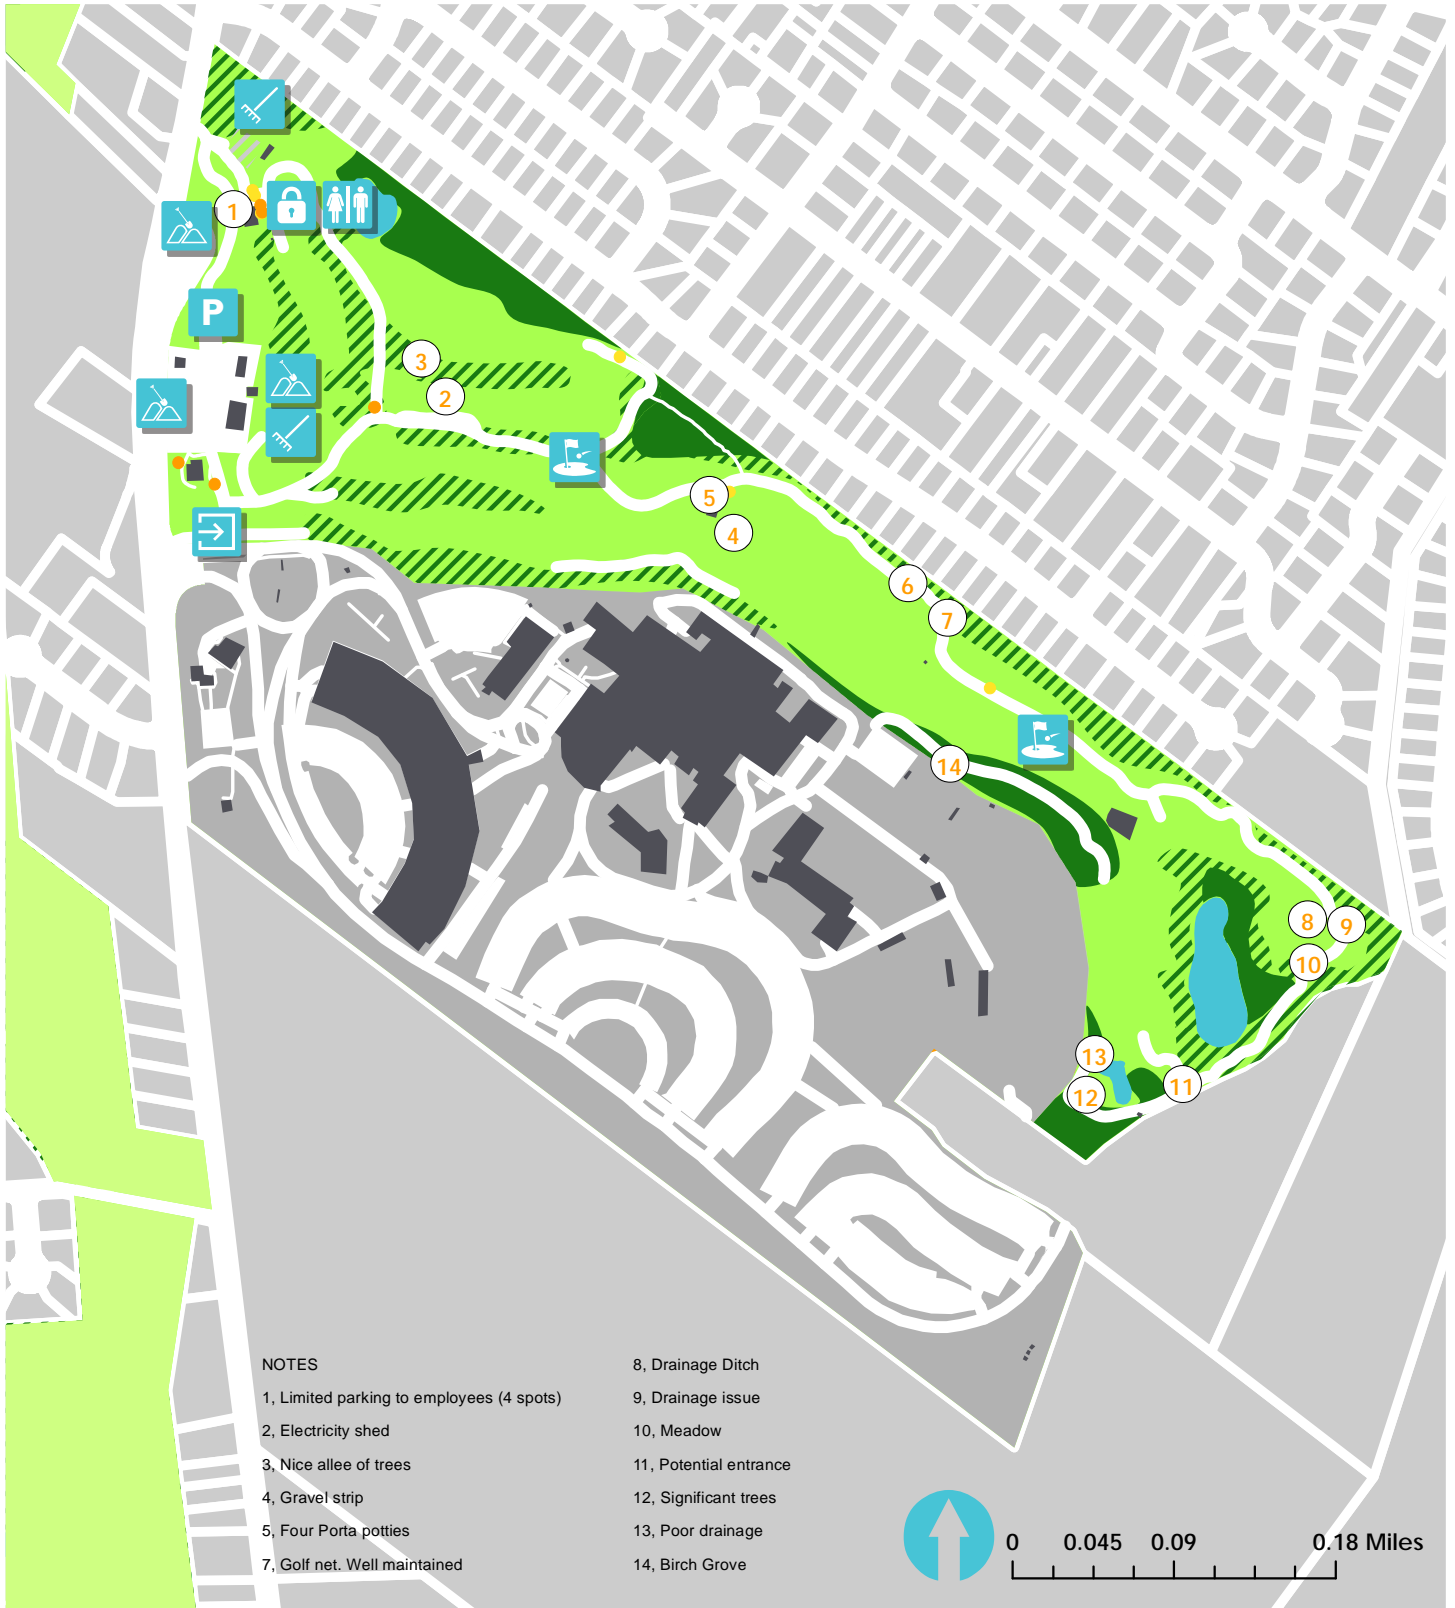 1
P
3
2
5
4
6
7
14
8
9
10
13
11
12
NOTES
1, Limited parking to employees (4 spots)
2, Electricity shed
3, Nice allee of trees
4, Gravel strip
5, Four Porta potties
7, Golf net. Well maintained
8, Drainage Ditch
9, Drainage issue
10, Meadow
11, Potential entrance
12, Significant trees
13, Poor drainage
14, Birch Grove
0 0.045 0.09 0.18 Miles